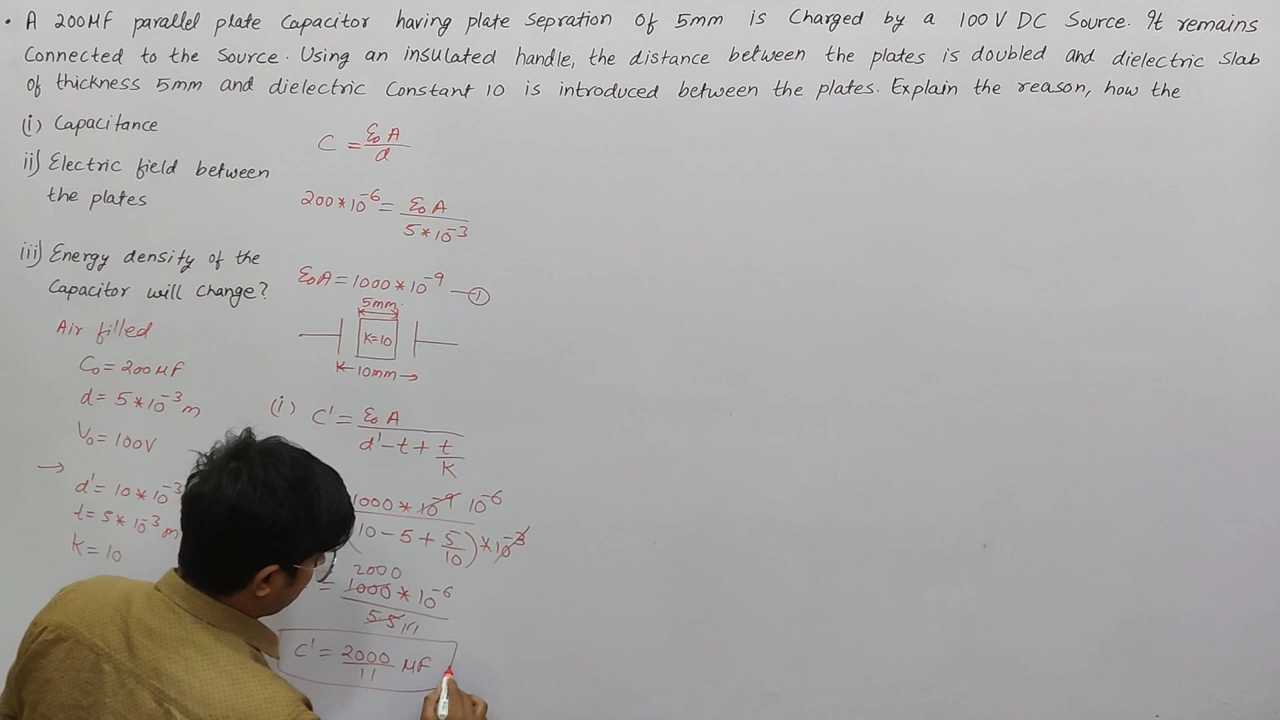 • A 200μF parallel plate Capacitor having plate Sepration of 5mm is Charged by a 100V DC Source. It remains
Connected to the Source. Using an insulated handle, the distance between the plates is doubled and dielectric slab
of thickness 5mm and dielectric Constant 10 is introduced between the plates. Explain the reason, how the
(i) Capacitance
ii) Electric field between
the plates
iii) Energy density of the
Capacitor will change?
Air filled
C₀ = 200μF
d = 5*10⁻³m
V₀ = 100V
→
d' = 10*10⁻³
t = 5*10⁻³m
K = 10
C = ε₀A/d
200*10⁻⁶ = ε₀A/5*10⁻³
ε₀A = 1000*10⁻⁹ —①
5mm
K=10
10mm
(i) C' = ε₀A/d'-t+t/K
1000*10⁻⁹ 10⁻⁶
10-5+5/10)*10⁻³
2000
= 1000*10⁻⁶
5.5 11
C' = 2000/11 μF